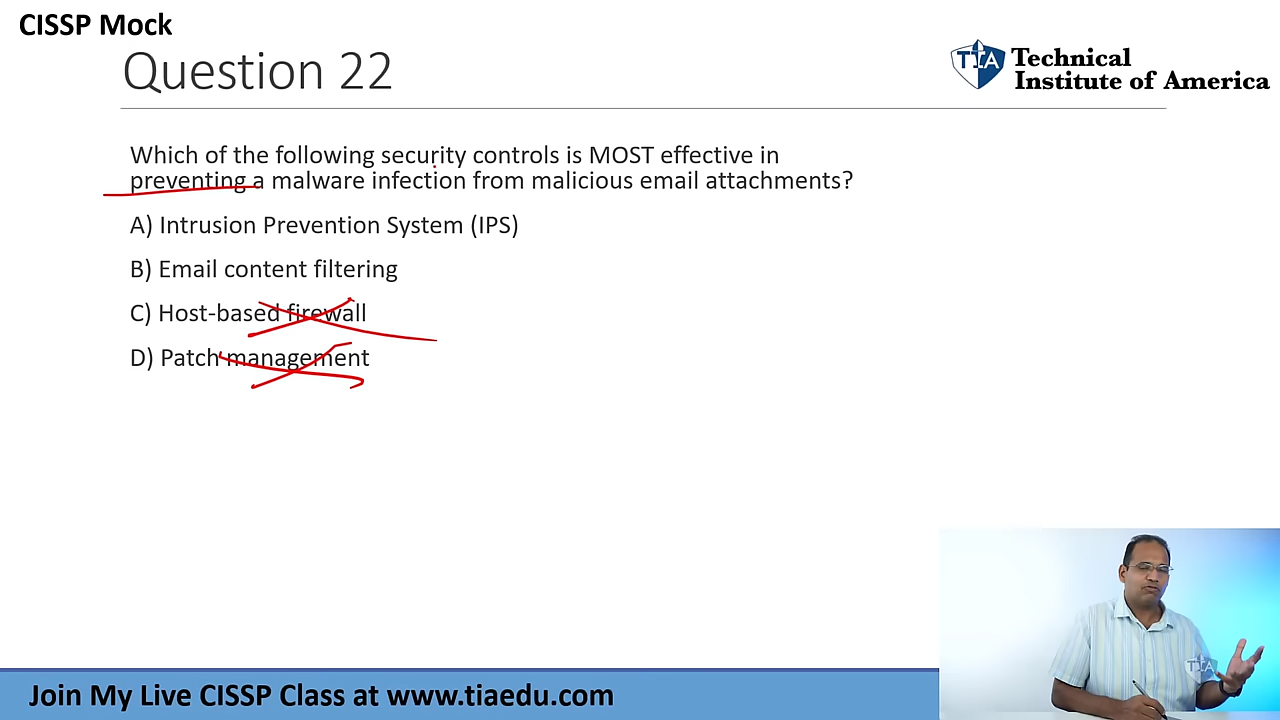 CISSP Mock
Question 22
TIA Technical
Institute of America
Which of the following security controls is MOST effective in
preventing a malware infection from malicious email attachments?
A) Intrusion Prevention System (IPS)
B) Email content filtering
C) Host-based firewall
D) Patch management
TIA
Join My Live CISSP Class at www.tiaedu.com